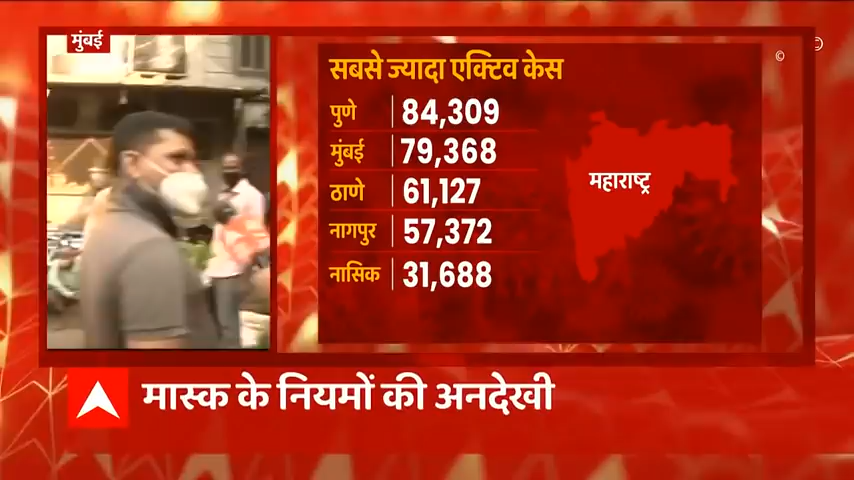 मुंबई
सबसे ज्यादा एक्टिव केस
पुणे 84,309
मुंबई 79,368
ठाणे 61,127
नागपुर 57,372
नासिक 31,688
महाराष्ट्र
©
©
मास्क के नियमों की अनदेखी